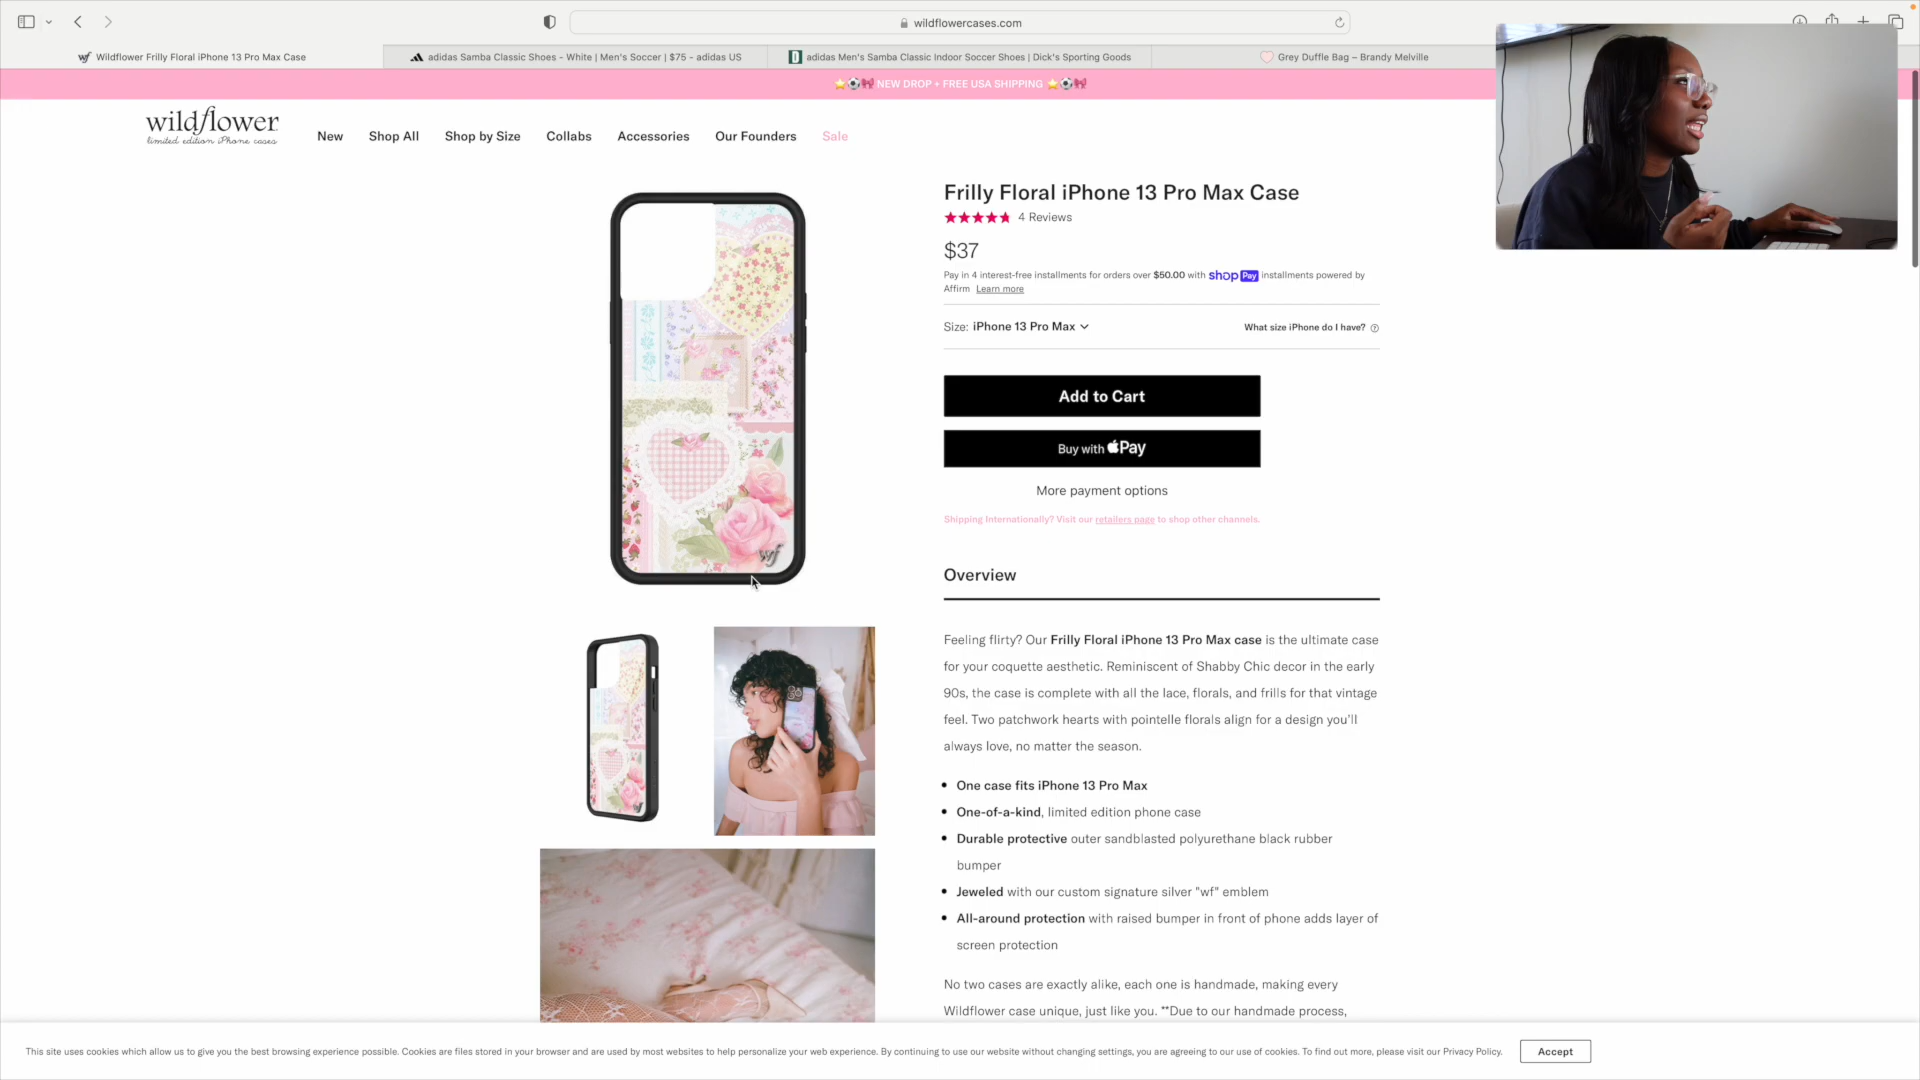 wildflowercases.com
Wildflower Frilly Floral iPhone 13 Pro Max Case
adidas Samba Classic Shoes - White | Men's Soccer | $75 - adidas US
adidas Men's Samba Classic Indoor Soccer Shoes | Dick's Sporting Goods
Grey Duffle Bag – Brandy Melville
NEW DROP + FREE USA SHIPPING
wildflower
limited edition iPhone cases
New
Shop All
Shop by Size
Collabs
Accessories
Our Founders
Sale
Frilly Floral iPhone 13 Pro Max Case
4 Reviews
$37
Pay in 4 interest-free installments for orders over $50.00 with shop Pay installments powered by
Affirm Learn more
Size: iPhone 13 Pro Max
What size iPhone do I have?
Add to Cart
Buy with Pay
More payment options
Shipping Internationally? Visit our retailers page to shop other channels.
Overview
Feeling flirty? Our Frilly Floral iPhone 13 Pro Max case is the ultimate case
for your coquette aesthetic. Reminiscent of Shabby Chic decor in the early
90s, the case is complete with all the lace, florals, and frills for that vintage
feel. Two patchwork hearts with pointelle florals align for a design you'll
always love, no matter the season.
• One case fits iPhone 13 Pro Max
• One-of-a-kind, limited edition phone case
• Durable protective outer sandblasted polyurethane black rubber
bumper
• Jeweled with our custom signature silver "wf" emblem
• All-around protection with raised bumper in front of phone adds layer of
screen protection
No two cases are exactly alike, each one is handmade, making every
Wildflower case unique, just like you. **Due to our handmade process,
wf
This site uses cookies which allow us to give you the best browsing experience possible. Cookies are files stored in your browser and are used by most websites to help personalize your web experience. By continuing to use our website without changing settings, you are agreeing to our use of cookies. To find out more, please visit our Privacy Policy.
Accept